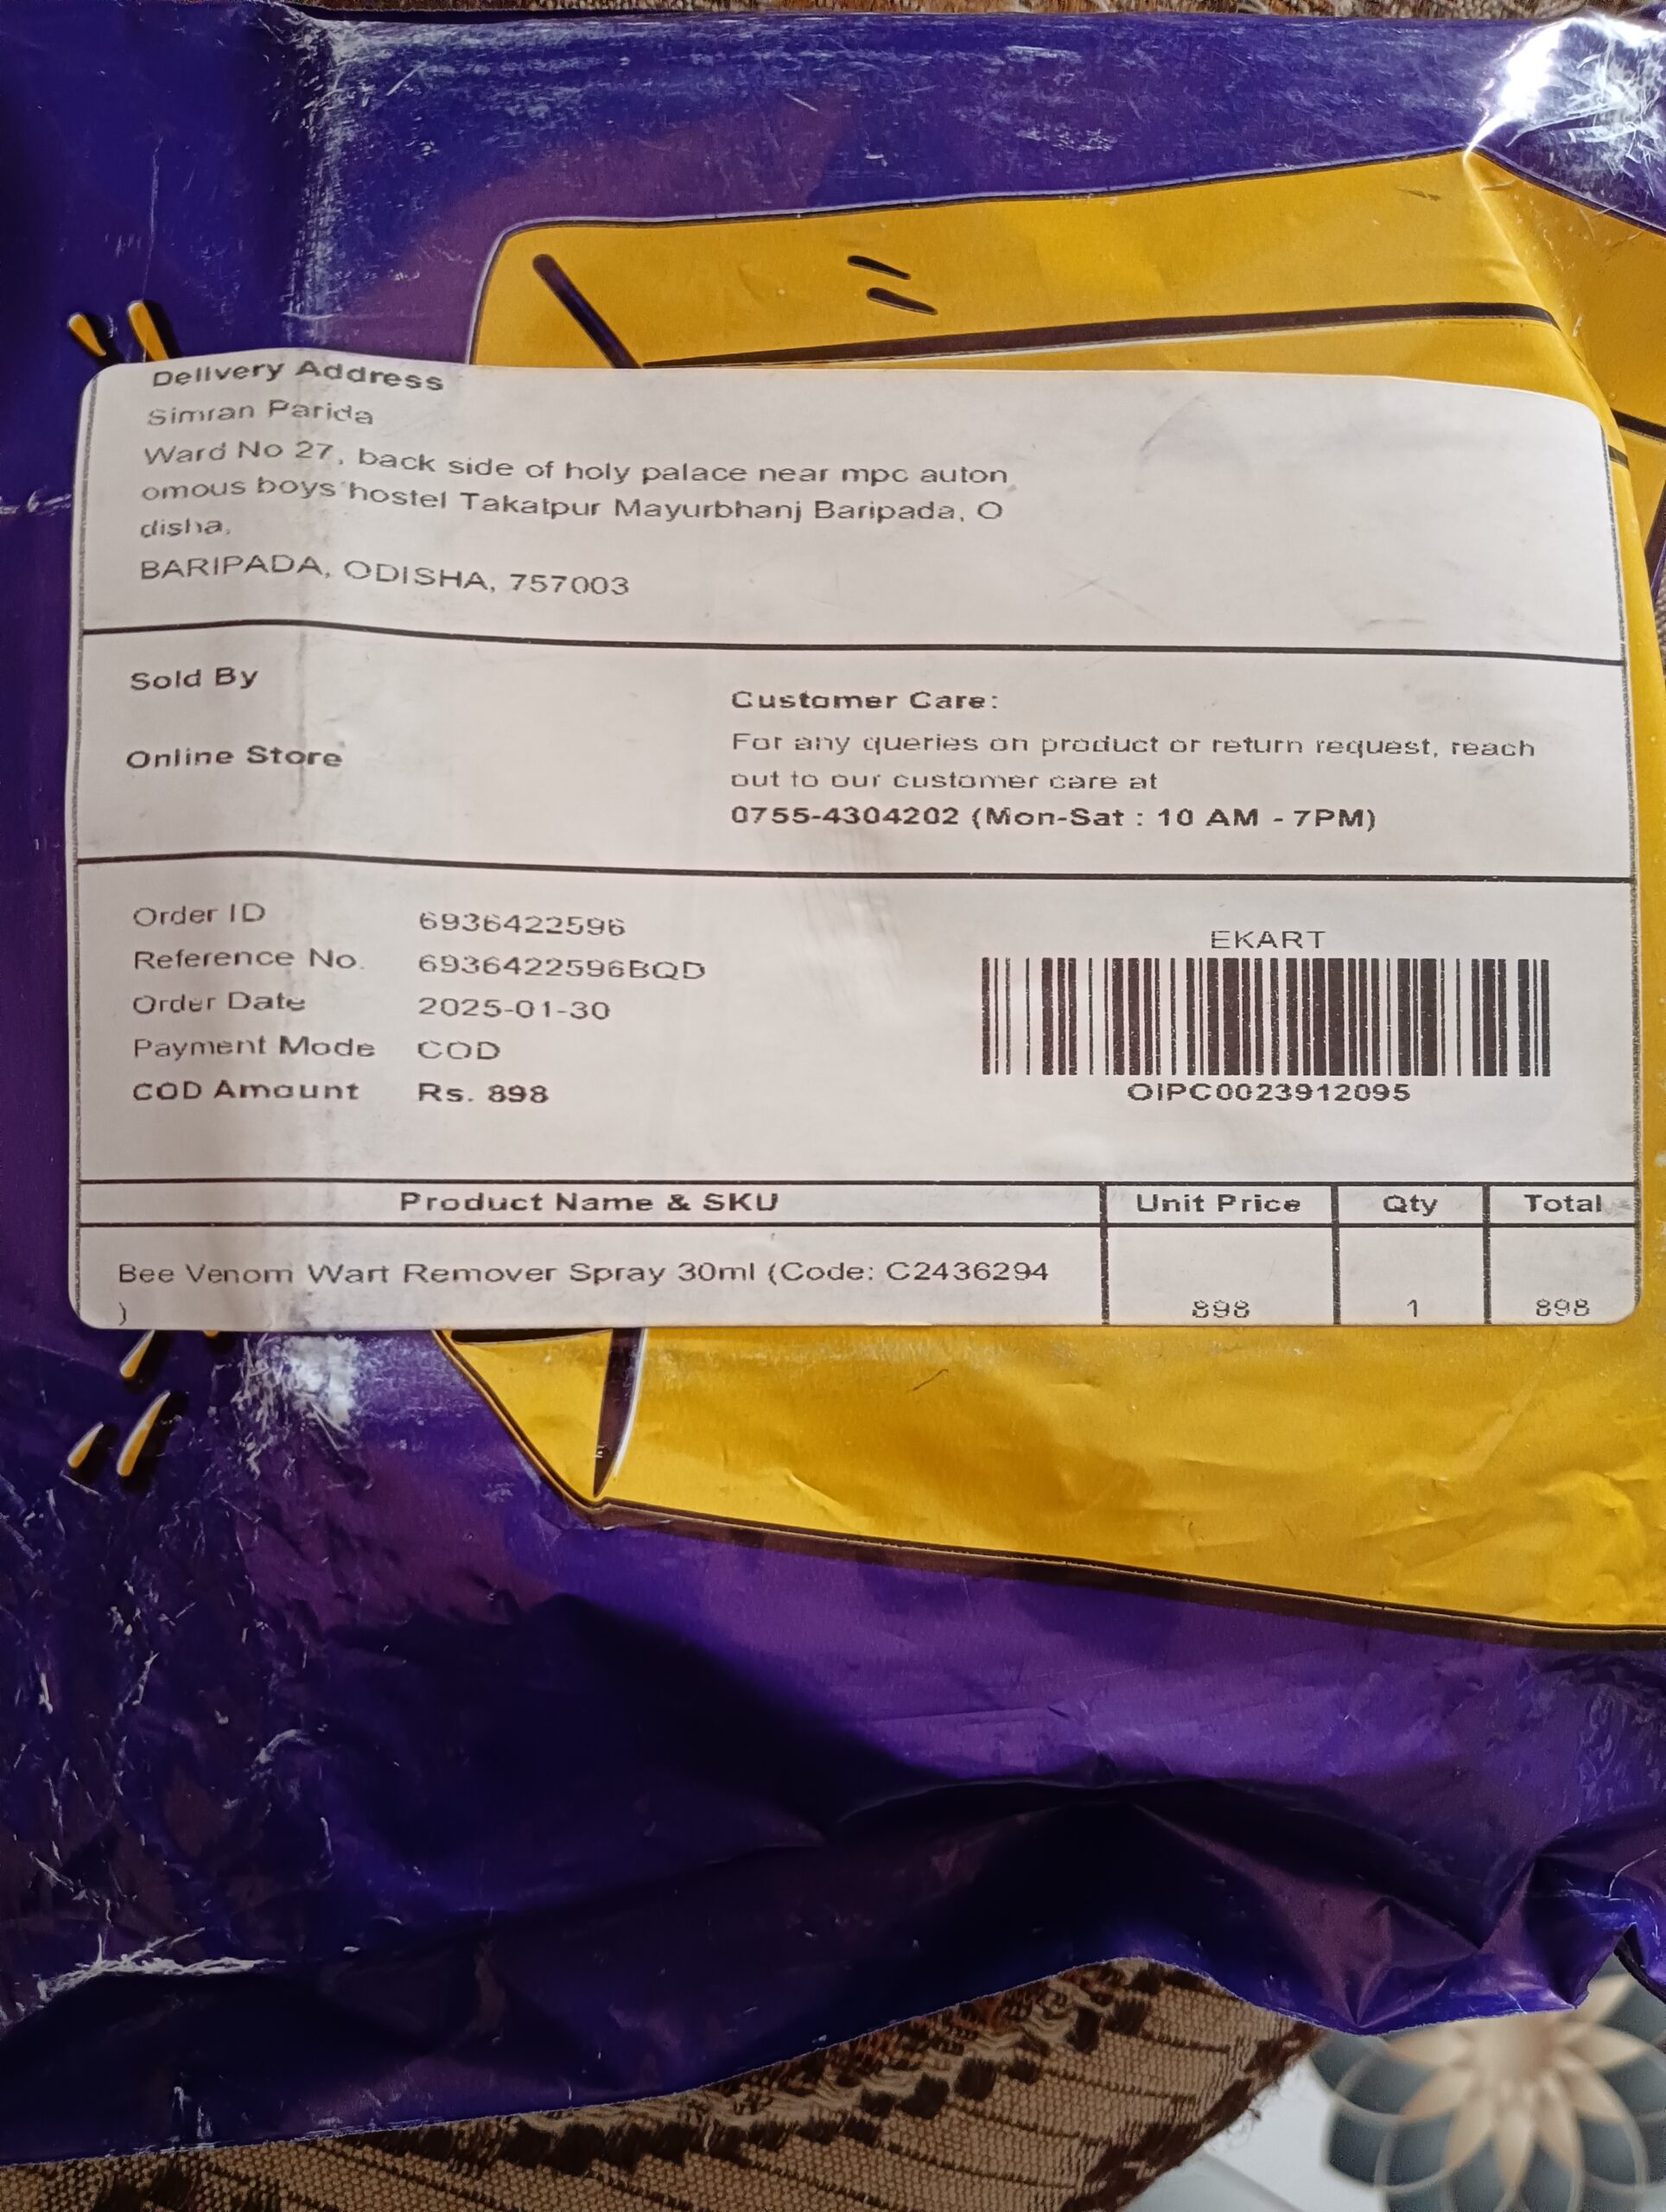 Delivery Address
Simran Parida
Ward No 27, back side of holy palace near mpc auton
omous boys hostel Takatpur Mayurbhanj Baripada, O
disha,
BARIPADA, ODISHA, 757003
Sold By
Online Store
Customer Care:
For any queries on product or return request, reach
out to our customer care at
0755-4304202 (Mon-Sat : 10 AM - 7PM)
Order ID 6936422596
Reference No. 6936422596BQD
Order Date 2025-01-30
Payment Mode COD
COD Amount Rs. 898
EKART
OIPC0023912095
Product Name & SKU Unit Price Qty Total
Bee Venom Wart Remover Spray 30ml (Code: C2436294
) 898 1 898